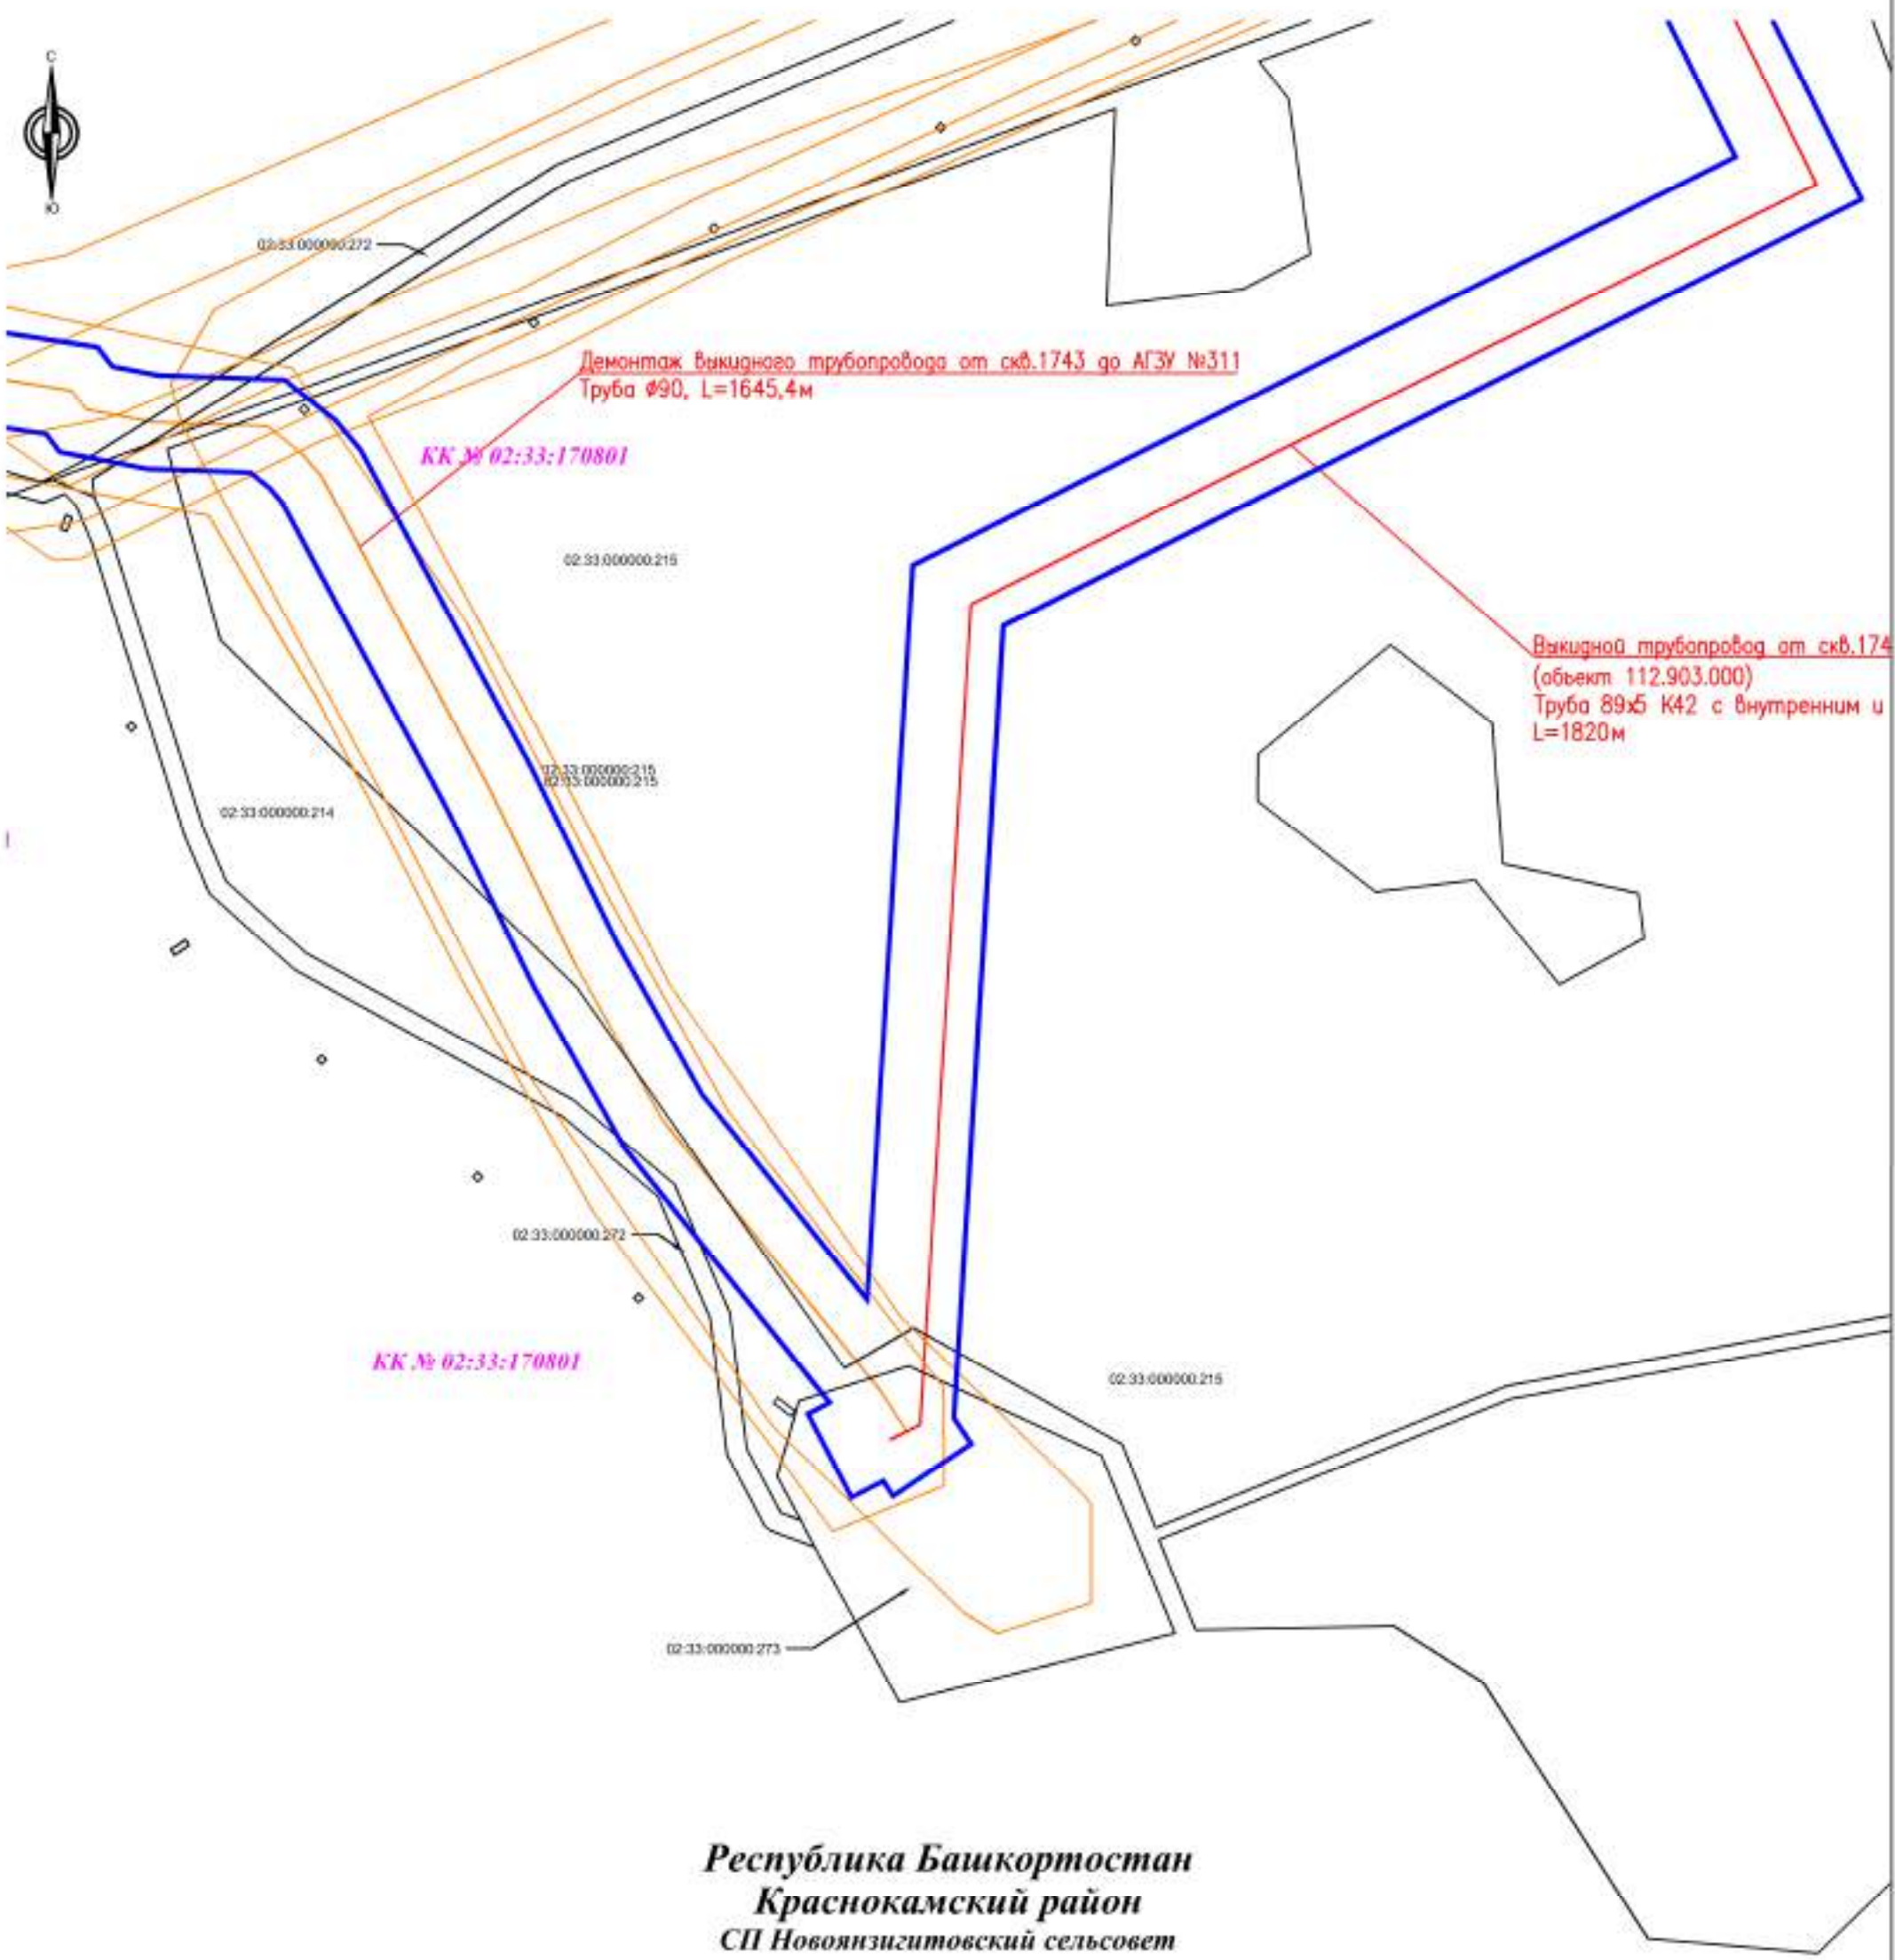 С
Ю
02:33:000000:272
Демонтаж выкидного трубопровода от скв.1743 до АГЗУ №311
Труба ϕ90, L=1645,4м
КК № 02:33:170801
02:33:000000:215
Выкидной трубопровод от скв.174
(объект 112.903.000)
Труба 89х5 К42 с внутренним и
L=1820м
02:33:000000:215
02:33:000000:215
02:33:000000:214
02:33:000000:272
КК № 02:33:170801
02:33:000000:215
02:33:000000:273
Республика Башкортостан
Краснокамский район
СП Новоянзигитовский сельсовет